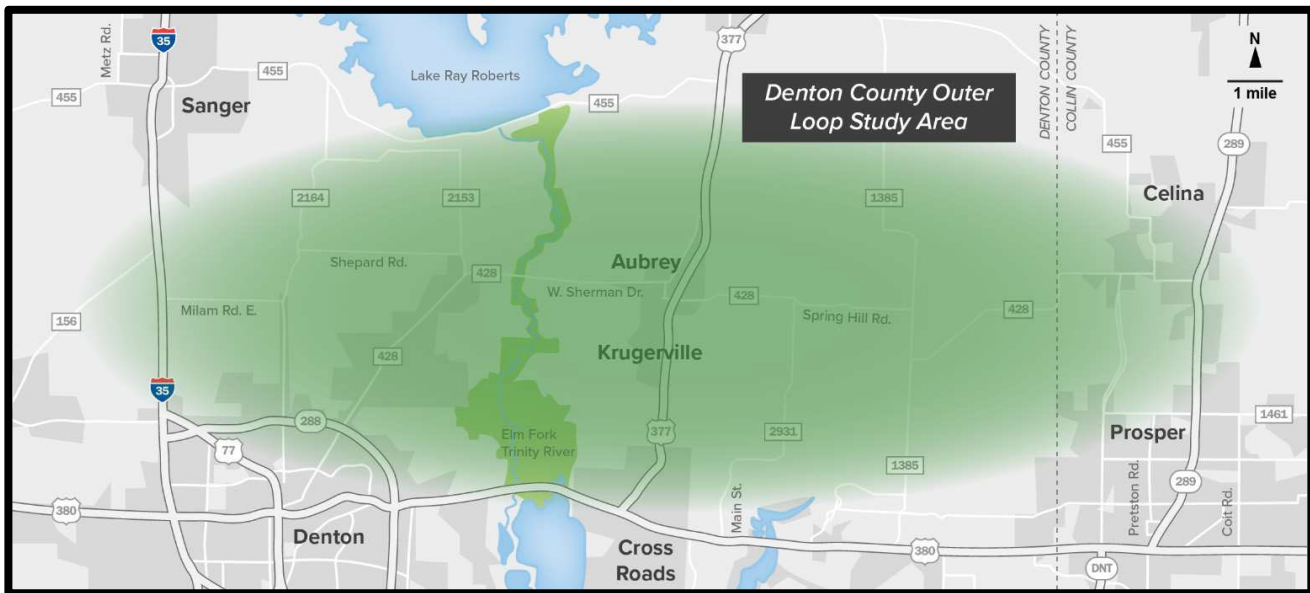 Metz Rd.
35
377
N
1 mile
455
455
Sanger
Lake Ray Roberts
455
Denton County Outer
Loop Study Area
DENTON COUNTY
COLLIN COUNTY
455
289
Celina
2164
2153
1385
Shepard Rd.
428
Aubrey
W. Sherman Dr.
428
Milam Rd. E.
156
Spring Hill Rd.
428
428
Krugerville
35
288
77
Elm Fork
Trinity River
377
2931
1385
1461
Prosper
380
Denton
Cross
Roads
Main St.
380
Pretston Rd.
289
Coit Rd.
DNT